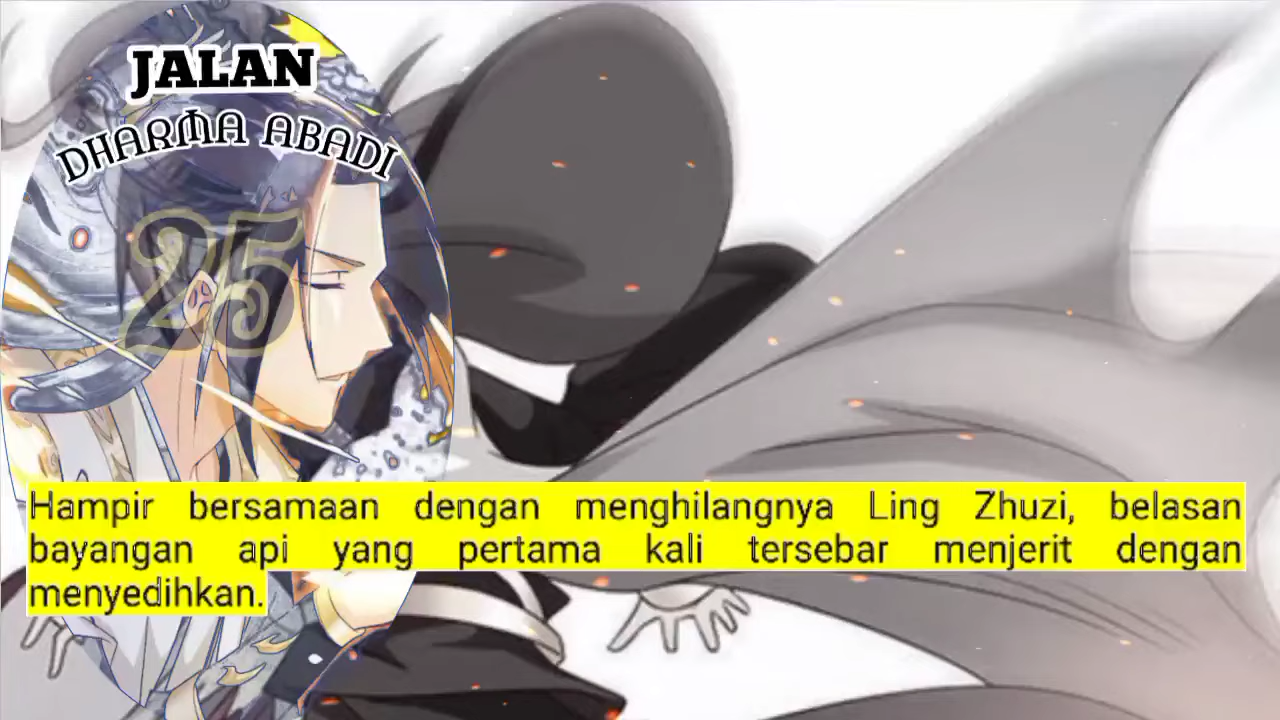 JALAN
DHARMA ABADI
25
Hampir bersamaan dengan menghilangnya Ling Zhuzi, belasan
bayangan api yang pertama kali tersebar menjerit dengan
menyedihkan.